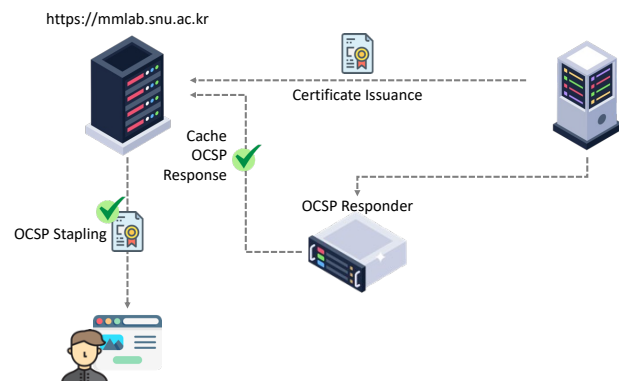 https://mmlab.snu.ac.kr
Certificate Issuance
Cache
OCSP
Response
OCSP Responder
OCSP Stapling